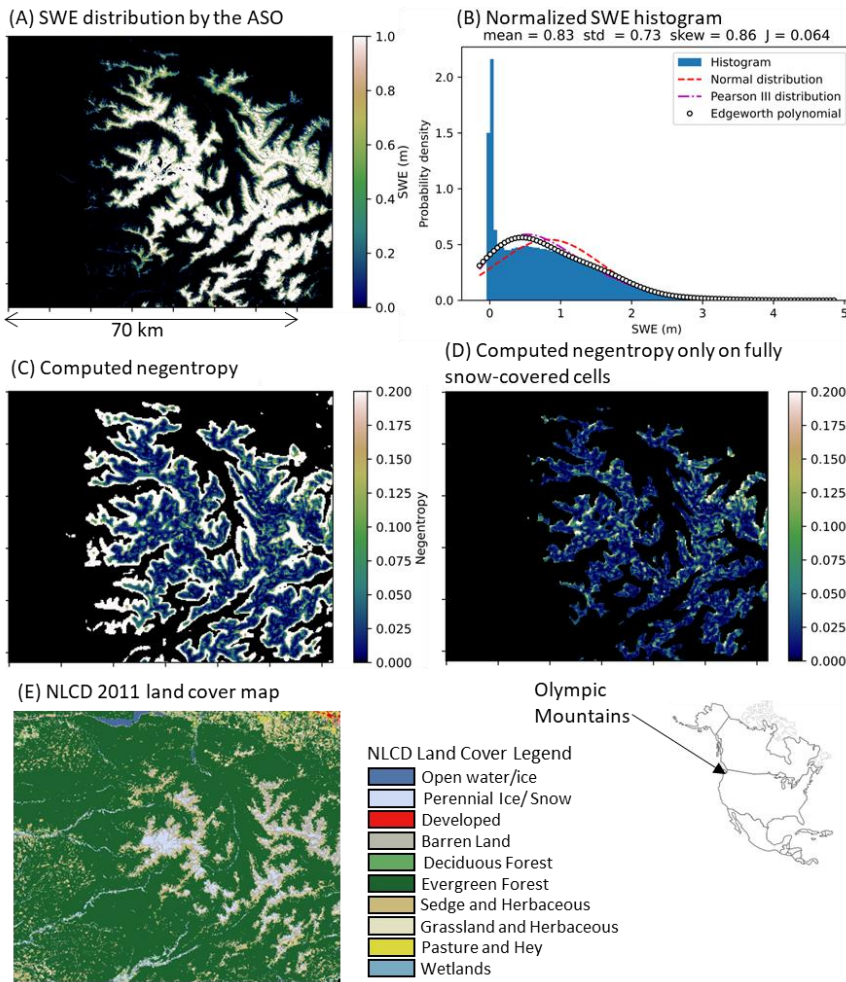 (A) SWE distribution by the ASO
1.0
0.8
0.6
0.4
0.2
0.0
SWE (m)
70 km
(B) Normalized SWE histogram
mean = 0.83 std = 0.73 skew = 0.86 J = 0.064
Histogram
Normal distribution
Pearson III distribution
Edgeworth polynomial
Probability density
2.0
1.5
1.0
0.5
0.0
0 1 2 3 4 5
SWE (m)
(C) Computed negentropy
0.200
0.175
0.150
0.125
0.100
0.075
0.050
0.025
0.000
Negentropy
(D) Computed negentropy only on fully
snow-covered cells
0.200
0.175
0.150
0.125
0.100
0.075
0.050
0.025
0.000
(E) NLCD 2011 land cover map
NLCD Land Cover Legend
Open water/ice
Perennial Ice/ Snow
Developed
Barren Land
Deciduous Forest
Evergreen Forest
Sedge and Herbaceous
Grassland and Herbaceous
Pasture and Hey
Wetlands
Olympic
Mountains